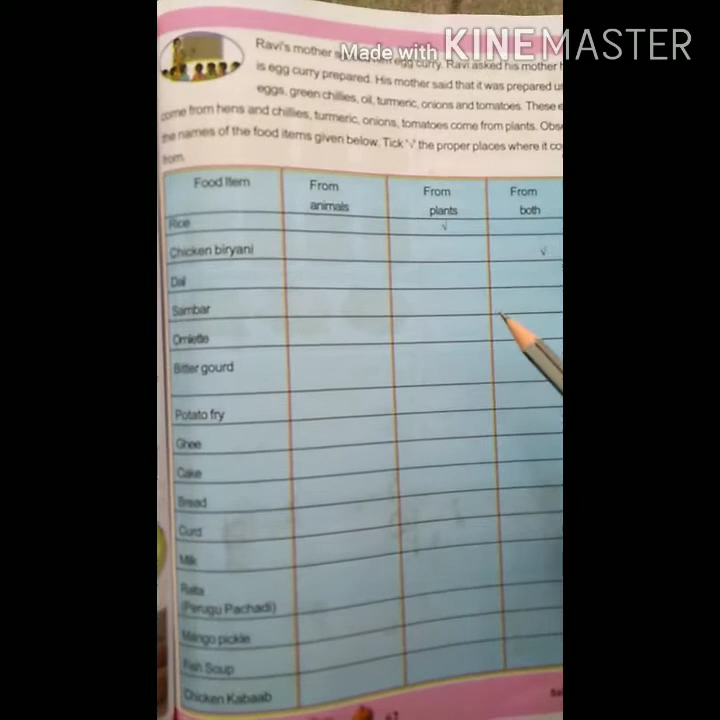 Made with KINEMASTER
Ravi's mother egg curry. Ravi asked his mother
is egg curry prepared. His mother said that it was prepared
eggs, green chillies, oil, turmeric, onions and tomatoes. These
come from hens and chillies, turmeric, onions, tomatoes come from plants.
the names of the food items given below. Tick '√' the proper places where it
from.
Food Item From animals From plants From both
Rice √
Chicken biryani √
Dal
Sambar
Omlette
Bitter gourd
Potato fry
Ghee
Cake
Bread
Curd
Milk
Raita
(Perugu Pachadi)
Mango pickle
Fish Soup
Chicken Kabaab